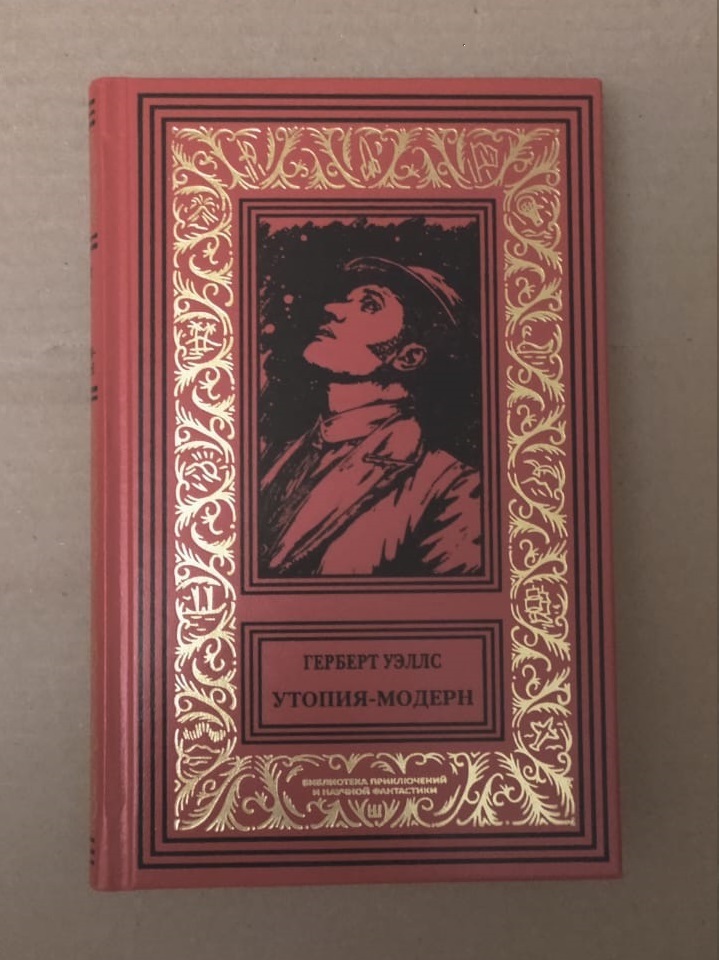 ГЕРБЕРТ УЭЛЛС
УТОПИЯ-МОДЕРН
БИБЛИОТЕКА ПРИКЛЮЧЕНИЙ
И НАУЧНОЙ ФАНТАСТИКИ